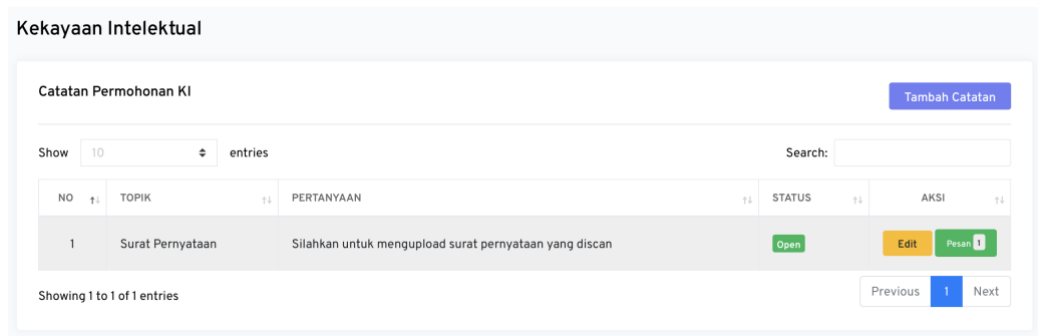 Kekayaan Intelektual
Catatan Permohonan KI
Tambah Catatan
Show 10 entries
Search:
NO TOPIK PERTANYAAN STATUS AKSI
1 Surat Pernyataan Silahkan untuk mengupload surat pernyataan yang discan Open Edit Pesan 1
Showing 1 to 1 of 1 entries
Previous 1 Next